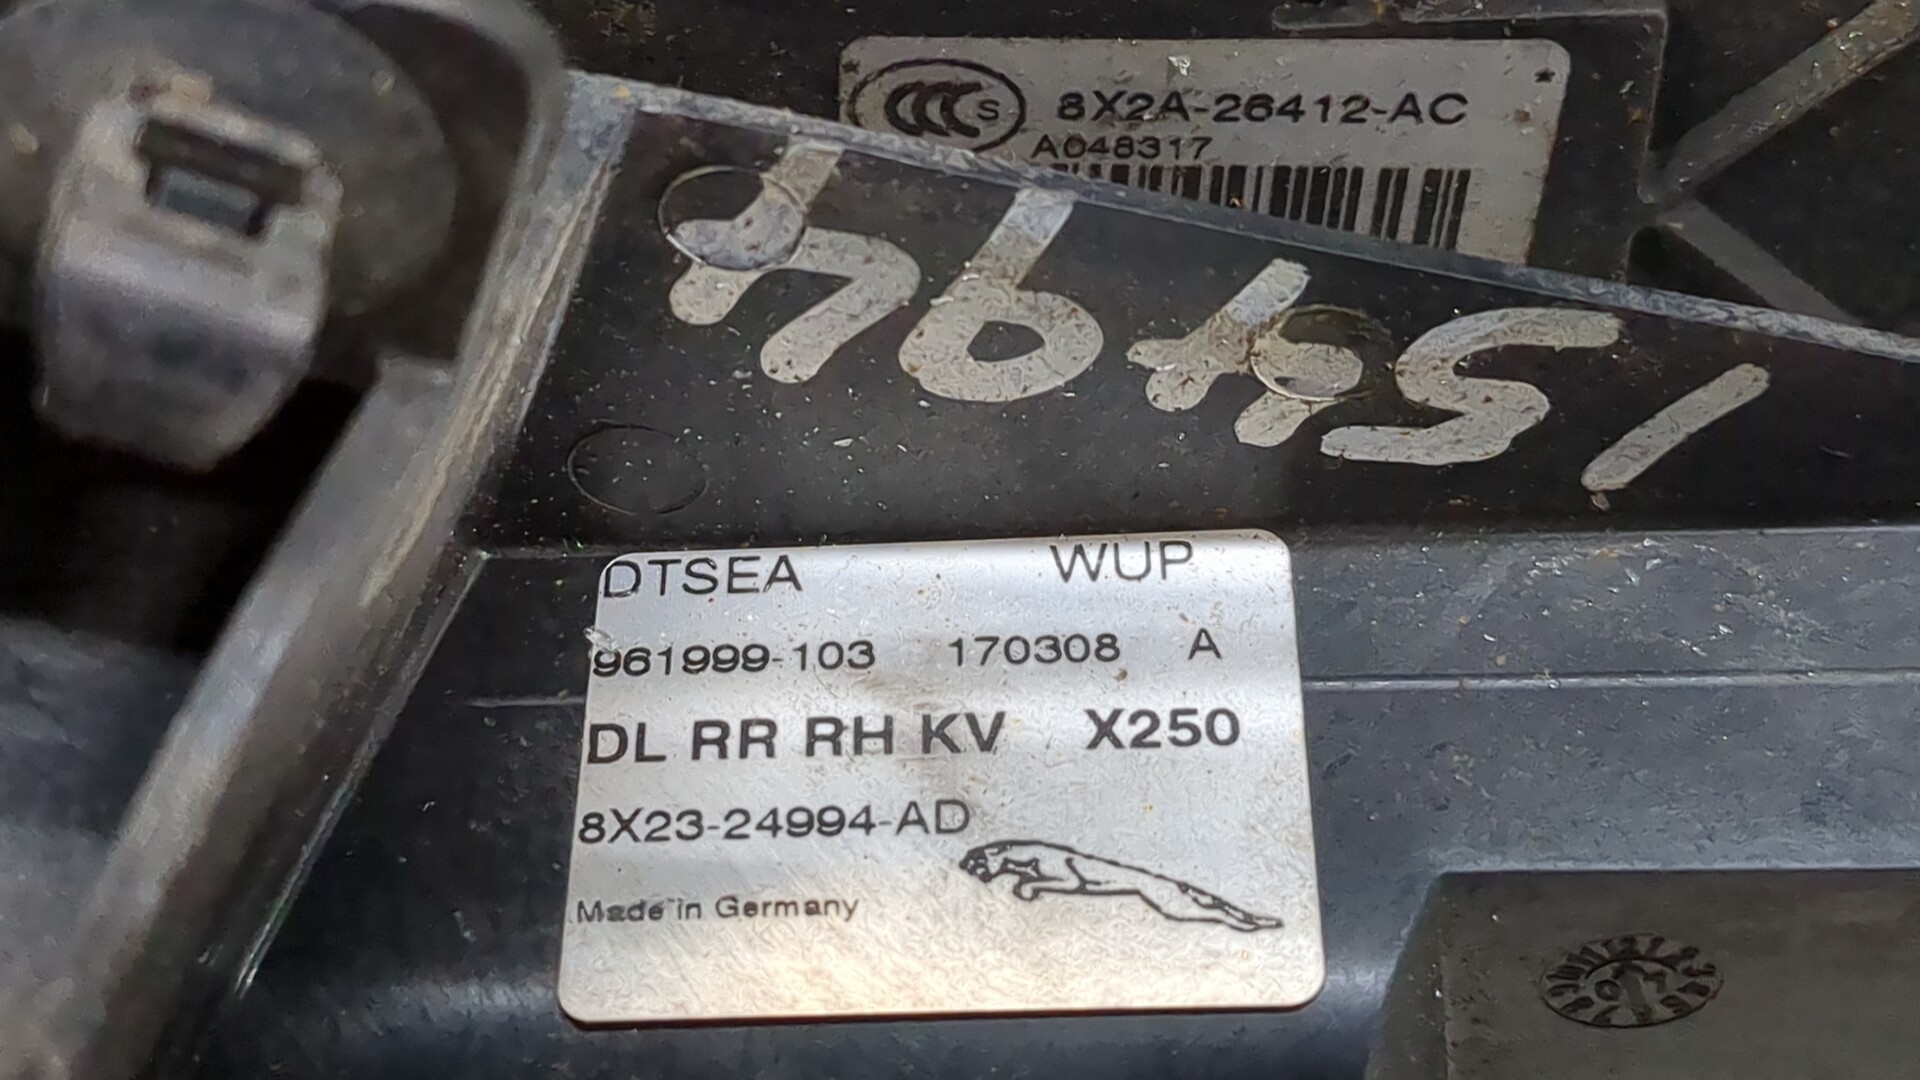 CCC S 8X2A-26412-AC
A048317
DTSEA WUP
961999-103 170308 A
DL RR RH KV X250
8X23-24994-AD
Made in Germany